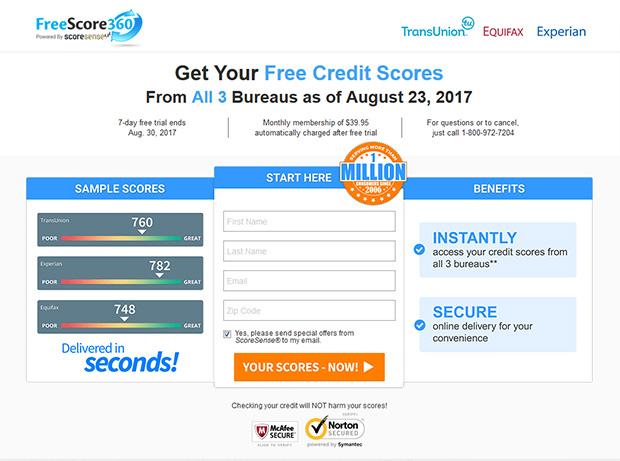 FreeScore360
Powered By scoresense
TransUnion tu EQUIFAX Experian
Get Your Free Credit Scores
From All 3 Bureaus as of August 23, 2017
7-day free trial ends
Aug. 30, 2017
Monthly membership of $39.95
automatically charged after free trial
For questions or to cancel,
just call 1-800-972-7204
SAMPLE SCORES
TransUnion
760
POOR GREAT
Experian
782
POOR GREAT
Equifax
748
POOR GREAT
Delivered in
seconds!
START HERE
SERVING MORE THAN
1
MILLION
CONSUMERS SINCE
2006
First Name
Last Name
Email
Zip Code
Yes, please send special offers from
ScoreSense® to my email.
YOUR SCORES - NOW!
BENEFITS
INSTANTLY
access your credit scores from
all 3 bureaus**
SECURE
online delivery for your
convenience
Checking your credit will NOT harm your scores!
McAfee
SECURE
CLICK TO VERIFY
VERIFY
Norton
SECURED
powered by Symantec